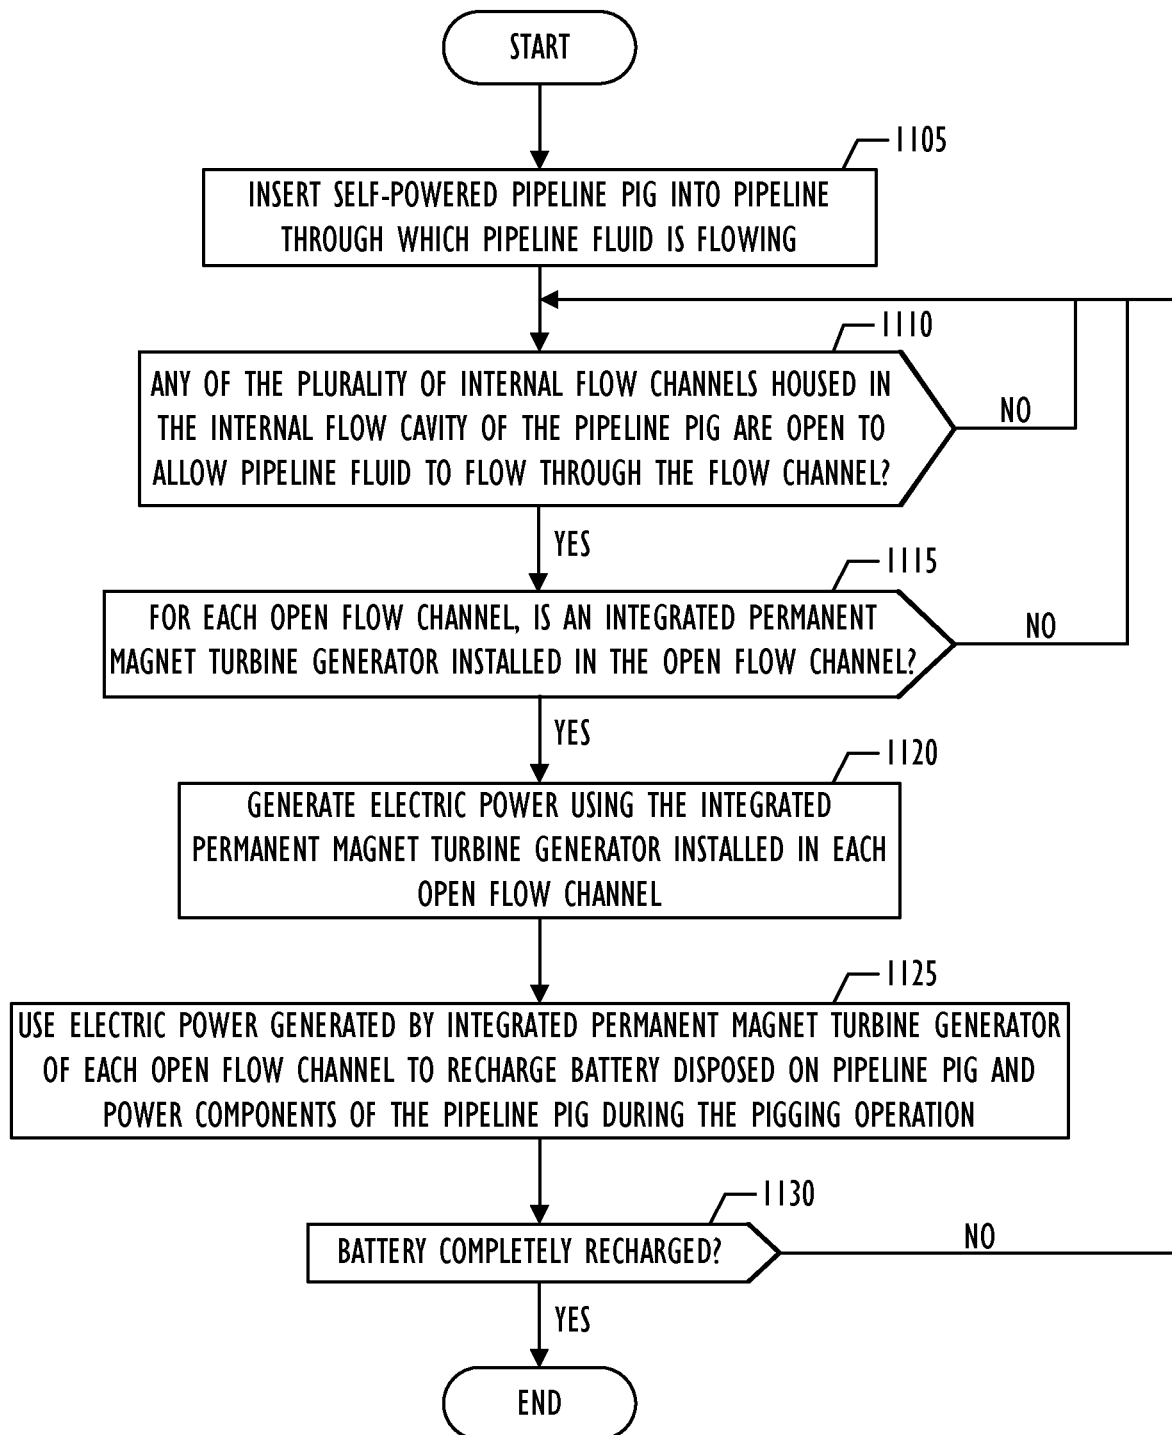 START
1105
INSERT SELF-POWERED PIPELINE PIG INTO PIPELINE
THROUGH WHICH PIPELINE FLUID IS FLOWING
1110
ANY OF THE PLURALITY OF INTERNAL FLOW CHANNELS HOUSED IN
THE INTERNAL FLOW CAVITY OF THE PIPELINE PIG ARE OPEN TO
ALLOW PIPELINE FLUID TO FLOW THROUGH THE FLOW CHANNEL?
NO
YES
1115
FOR EACH OPEN FLOW CHANNEL, IS AN INTEGRATED PERMANENT
MAGNET TURBINE GENERATOR INSTALLED IN THE OPEN FLOW CHANNEL?
NO
YES
1120
GENERATE ELECTRIC POWER USING THE INTEGRATED
PERMANENT MAGNET TURBINE GENERATOR INSTALLED IN EACH
OPEN FLOW CHANNEL
1125
USE ELECTRIC POWER GENERATED BY INTEGRATED PERMANENT MAGNET TURBINE GENERATOR
OF EACH OPEN FLOW CHANNEL TO RECHARGE BATTERY DISPOSED ON PIPELINE PIG AND
POWER COMPONENTS OF THE PIPELINE PIG DURING THE PIGGING OPERATION
1130
BATTERY COMPLETELY RECHARGED?
NO
YES
END